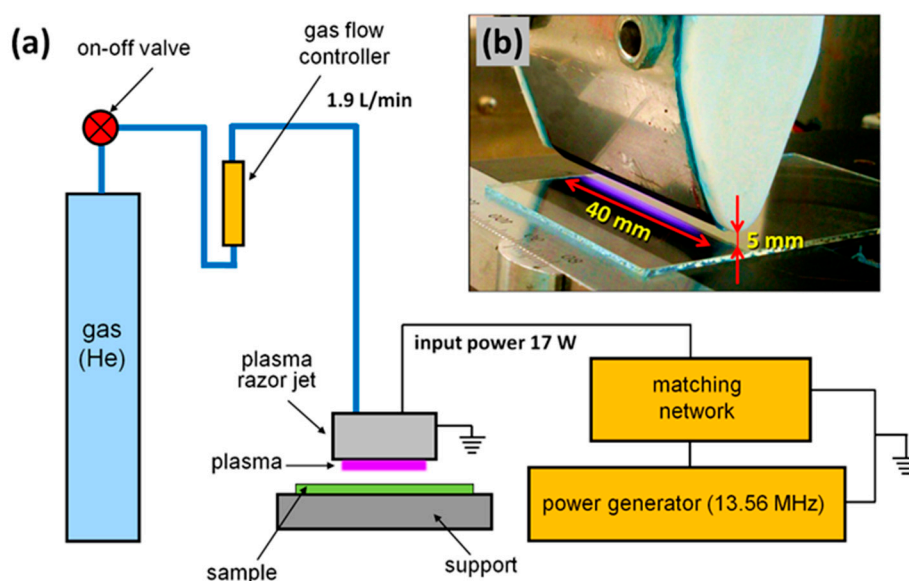 (a)
on-off valve
gas flow
controller
1.9 L/min
gas
(He)
plasma
razor jet
plasma
sample
support
input power 17 W
matching
network
power generator (13.56 MHz)
(b)
40 mm
5 mm